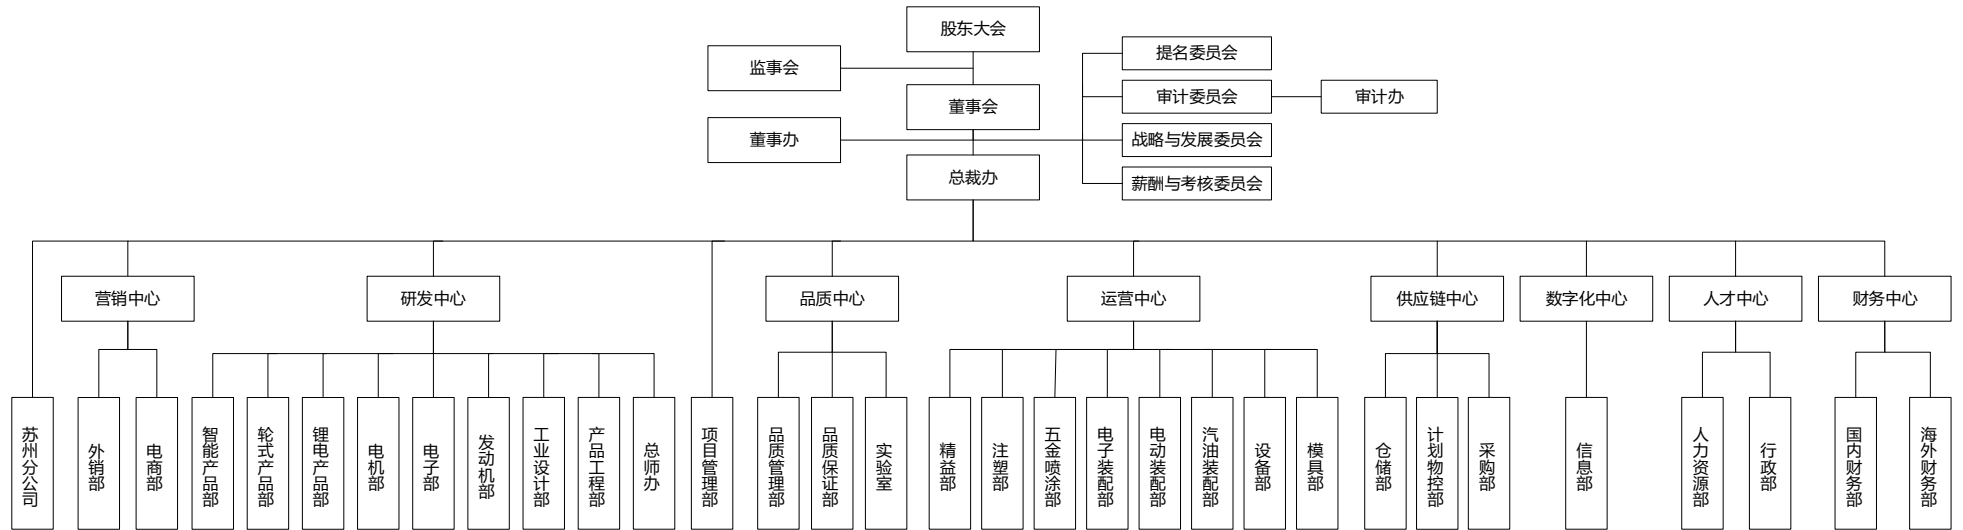 股东大会
监事会
提名委员会
董事会
审计委员会
审计办
董事办
战略与发展委员会
总裁办
薪酬与考核委员会
营销中心
研发中心
品质中心
运营中心
供应链中心
数字化中心
人才中心
财务中心
苏州分公司
外销部
电商部
智能产品部
轮式产品部
锂电产品部
电机部
电子部
发动机部
工业设计部
产品工程部
总师办
项目管理部
品质管理部
品质保证部
实验室
精益部
注塑部
五金喷涂部
电子装配部
电动装配部
汽油装配部
设备部
模具部
仓储部
计划物控部
采购部
信息部
人力资源部
行政部
国内财务部
海外财务部